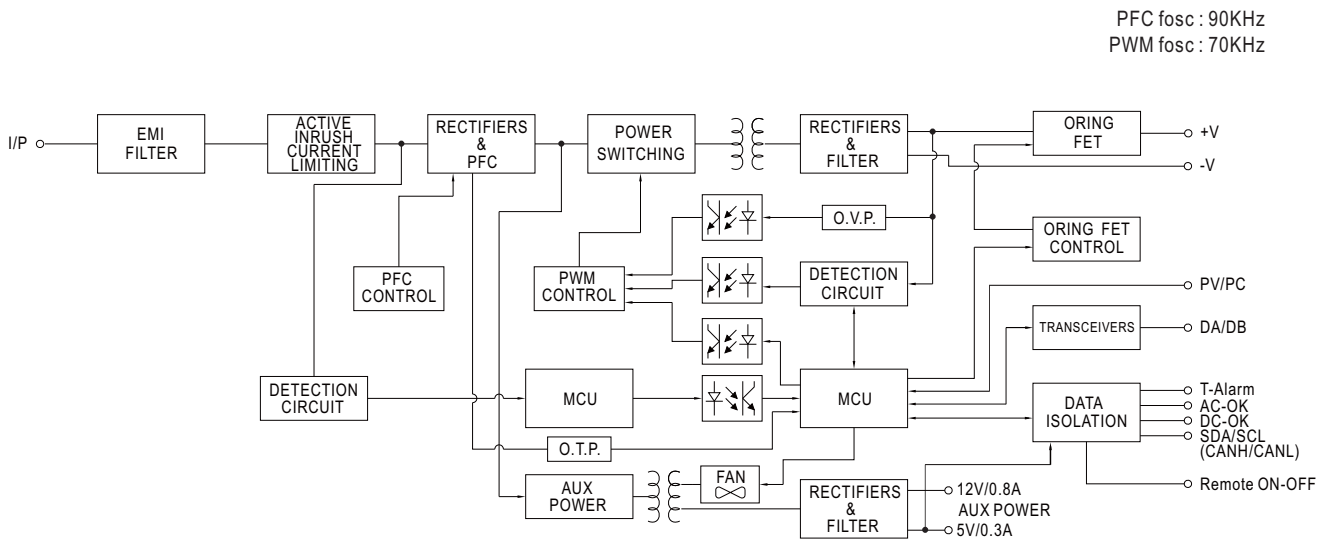 PFC fosc : 90KHz
PWM fosc : 70KHz
I/P
EMI
FILTER
ACTIVE
INRUSH
CURRENT
LIMITING
RECTIFIERS
&
PFC
POWER
SWITCHING
RECTIFIERS
&
FILTER
ORING
FET
+V
-V
O.V.P.
ORING FET
CONTROL
PFC
CONTROL
PWM
CONTROL
DETECTION
CIRCUIT
PV/PC
TRANSCEIVERS
DA/DB
DETECTION
CIRCUIT
MCU
MCU
DATA
ISOLATION
T-Alarm
AC-OK
DC-OK
SDA/SCL
(CANH/CANL)
O.T.P.
AUX
POWER
FAN
RECTIFIERS
&
FILTER
12V/0.8A
AUX POWER
5V/0.3A
Remote ON-OFF